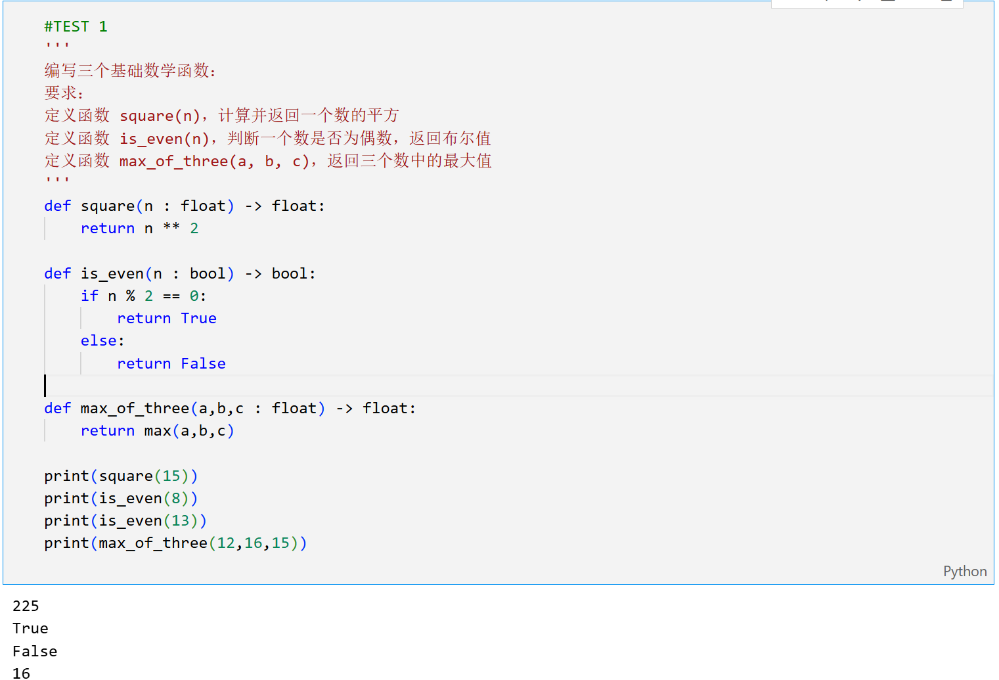 #TEST 1
'''
编写三个基础数学函数：
要求：
定义函数 square(n)，计算并返回一个数的平方
定义函数 is_even(n)，判断一个数是否为偶数，返回布尔值
定义函数 max_of_three(a, b, c)，返回三个数中的最大值
'''
def square(n : float) -> float:
    return n ** 2
def is_even(n : bool) -> bool:
    if n % 2 == 0:
        return True
    else:
        return False
def max_of_three(a,b,c : float) -> float:
    return max(a,b,c)
print(square(15))
print(is_even(8))
print(is_even(13))
print(max_of_three(12,16,15))
Python
225
True
False
16